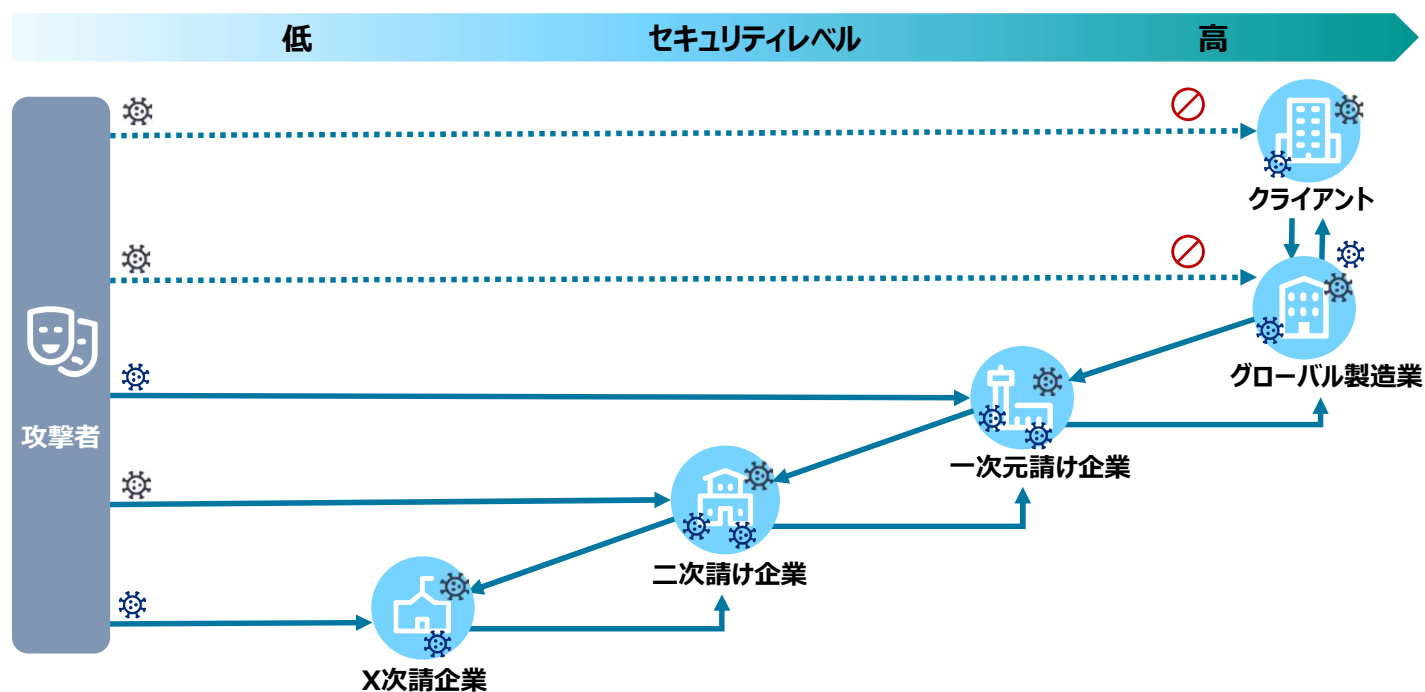 低 セキュリティレベル 高
クライアント
グローバル製造業
攻撃者
一次元請け企業
二次請け企業
X次請企業